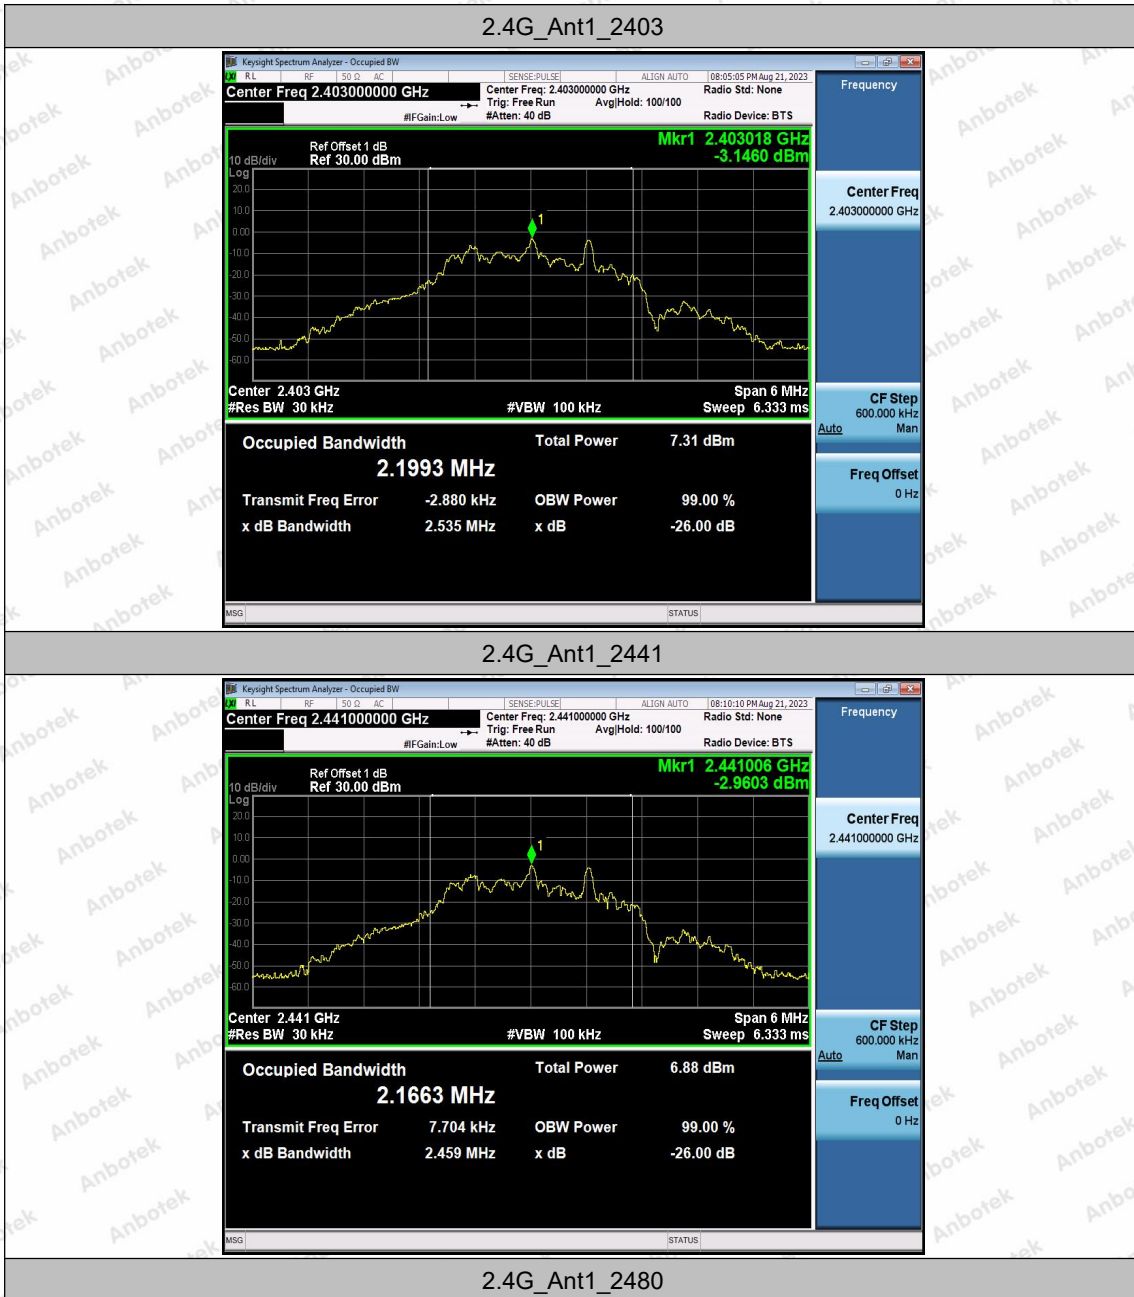 2.4G_Ant1_2403
Keysight Spectrum Analyzer - Occupied BW
LXI RL RF 50 Ω AC SENSE:PULSE ALIGN AUTO 08:05:05 PM Aug 21, 2023
Center Freq 2.403000000 GHz
Center Freq: 2.403000000 GHz Radio Std: None
Trig: Free Run Avg|Hold: 100/100
#IFGain:Low #Atten: 40 dB Radio Device: BTS
Frequency
Mkr1 2.403018 GHz
-3.1460 dBm
Ref Offset 1 dB
10 dB/div Ref 30.00 dBm
Log
20.0
10.0
0.00
-10.0
-20.0
-30.0
-40.0
-50.0
-60.0
1
Center Freq
2.403000000 GHz
Center 2.403 GHz Span 6 MHz
#Res BW 30 kHz #VBW 100 kHz Sweep 6.333 ms
CF Step
600.000 kHz
Auto Man
Occupied Bandwidth Total Power 7.31 dBm
2.1993 MHz
Freq Offset
0 Hz
Transmit Freq Error -2.880 kHz OBW Power 99.00 %
x dB Bandwidth 2.535 MHz x dB -26.00 dB
MSG STATUS
2.4G_Ant1_2441
Keysight Spectrum Analyzer - Occupied BW
LXI RL RF 50 Ω AC SENSE:PULSE ALIGN AUTO 08:10:10 PM Aug 21, 2023
Center Freq 2.441000000 GHz
Center Freq: 2.441000000 GHz Radio Std: None
Trig: Free Run Avg|Hold: 100/100
#IFGain:Low #Atten: 40 dB Radio Device: BTS
Frequency
Mkr1 2.441006 GHz
-2.9603 dBm
Ref Offset 1 dB
10 dB/div Ref 30.00 dBm
Log
20.0
10.0
0.00
-10.0
-20.0
-30.0
-40.0
-50.0
-60.0
1
Center Freq
2.441000000 GHz
Center 2.441 GHz Span 6 MHz
#Res BW 30 kHz #VBW 100 kHz Sweep 6.333 ms
CF Step
600.000 kHz
Auto Man
Occupied Bandwidth Total Power 6.88 dBm
2.1663 MHz
Freq Offset
0 Hz
Transmit Freq Error 7.704 kHz OBW Power 99.00 %
x dB Bandwidth 2.459 MHz x dB -26.00 dB
MSG STATUS
2.4G_Ant1_2480
Anbotek